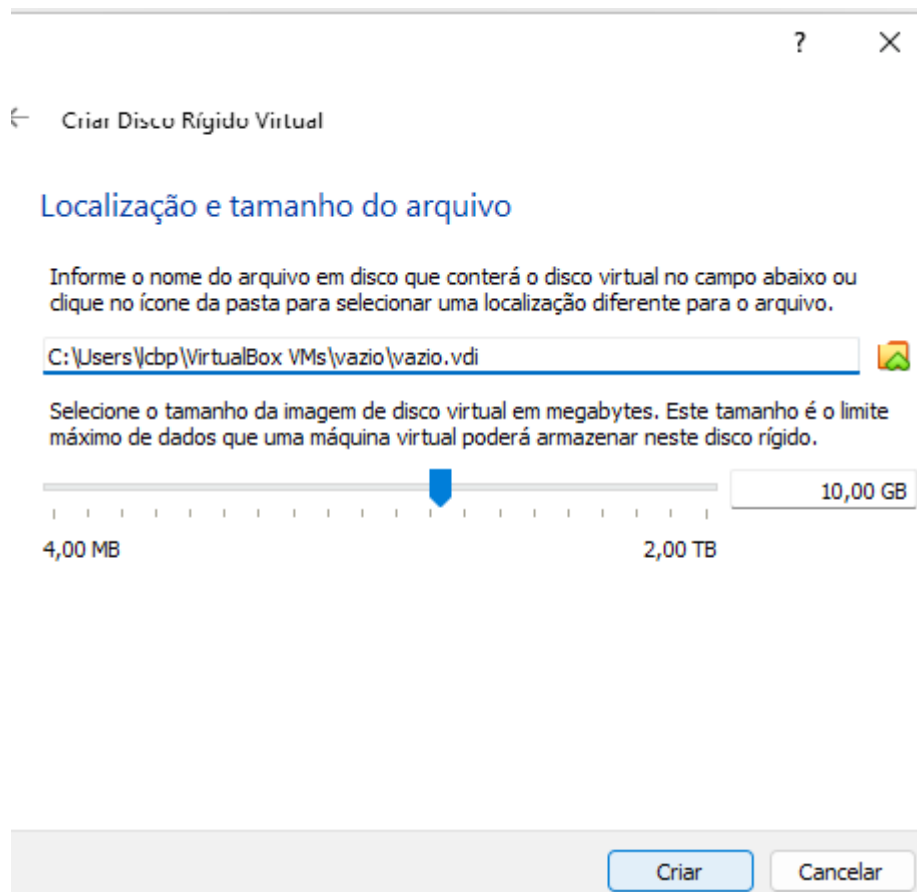 ?
Criar Disco Rígido Virtual
Localização e tamanho do arquivo
Informe o nome do arquivo em disco que conterá o disco virtual no campo abaixo ou
clique no ícone da pasta para selecionar uma localização diferente para o arquivo.
C:\Users\lcbp\VirtualBox VMs\vazio\vazio.vdi
Selecione o tamanho da imagem de disco virtual em megabytes. Este tamanho é o limite
máximo de dados que uma máquina virtual poderá armazenar neste disco rígido.
10,00 GB
4,00 MB 2,00 TB
Criar Cancelar